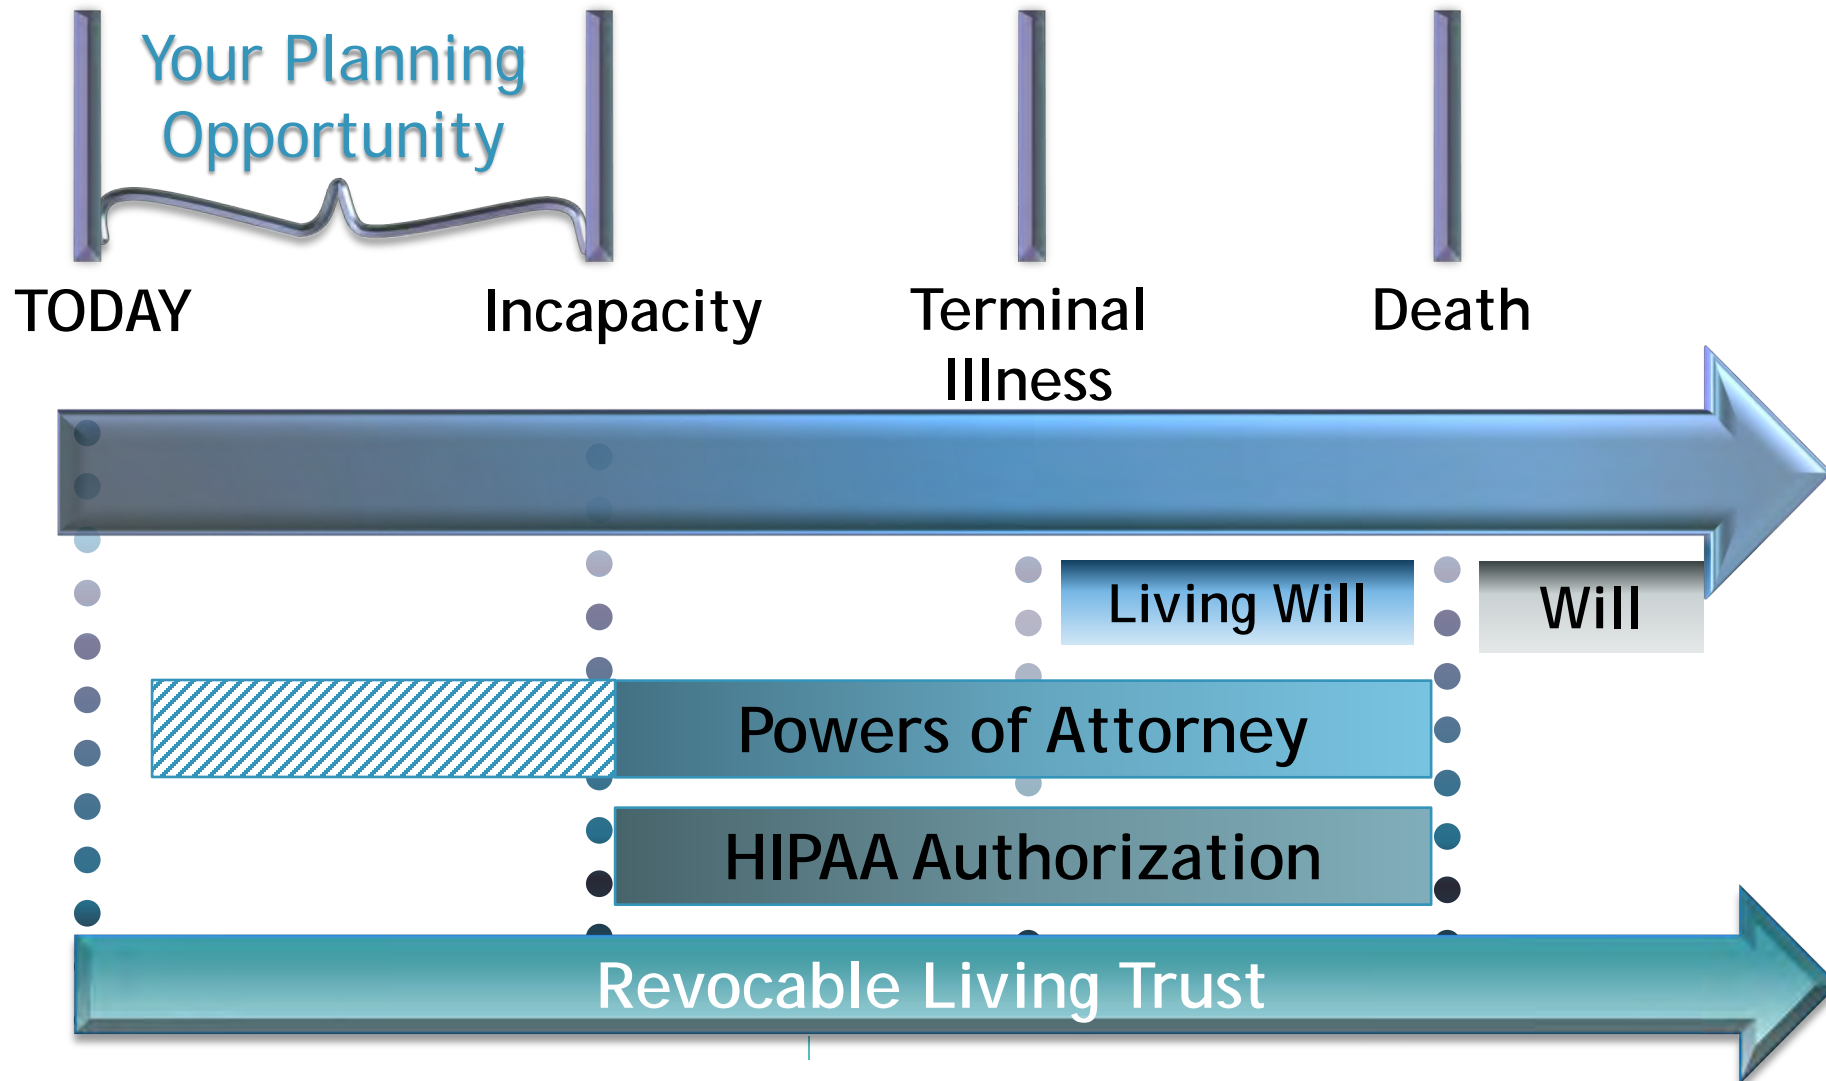 Your Planning
Opportunity
TODAY
Incapacity
Terminal
Illness
Death
Living Will
Will
Powers of Attorney
HIPAA Authorization
Revocable Living Trust